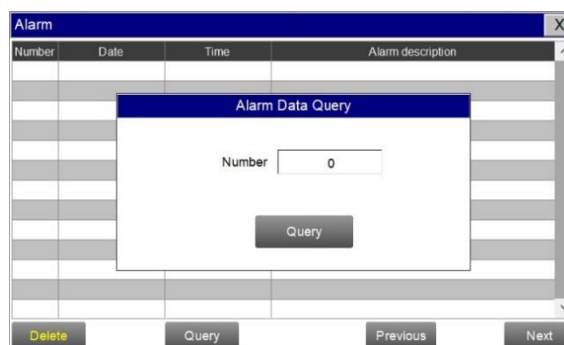 Alarm X
Number Date Time Alarm description
Alarm Data Query
Number 0
Query
Delete Query Previous Next